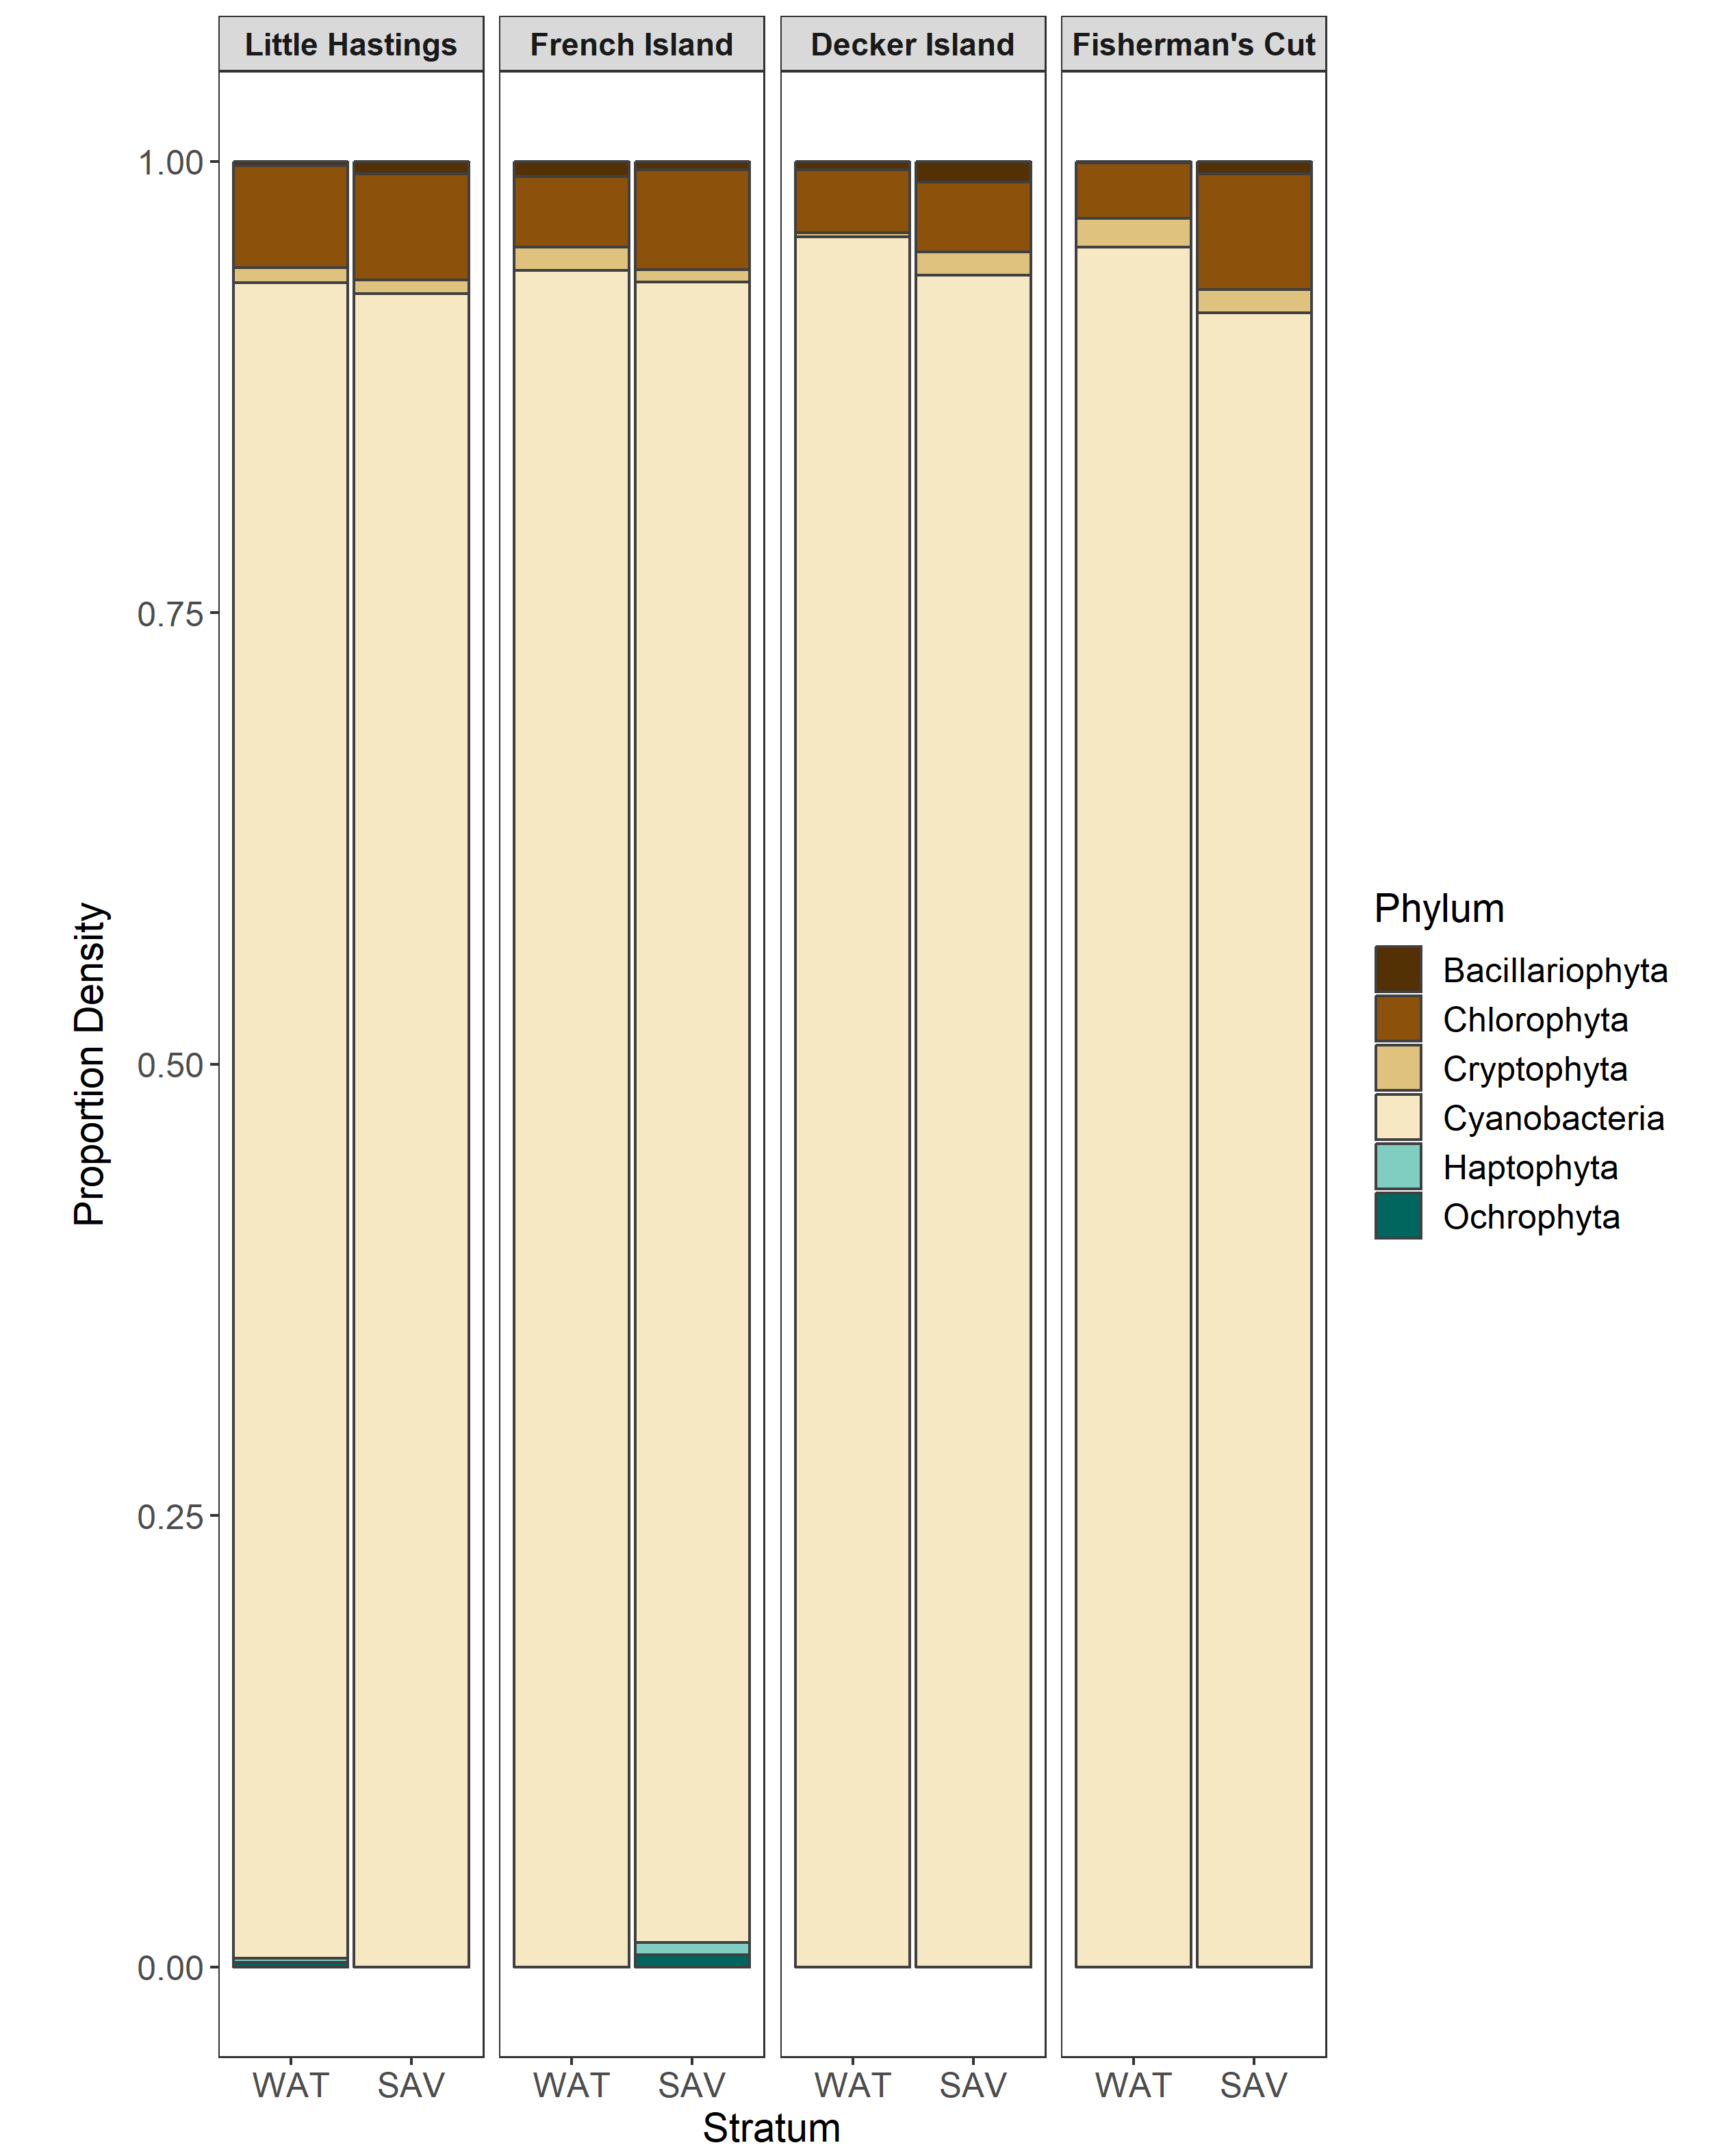 Little Hastings French Island Decker Island Fisherman's Cut
1.00
0.75
0.50
0.25
0.00
Proportion Density
WAT SAV WAT SAV WAT SAV WAT SAV
Stratum
Phylum
Bacillariophyta
Chlorophyta
Cryptophyta
Cyanobacteria
Haptophyta
Ochrophyta